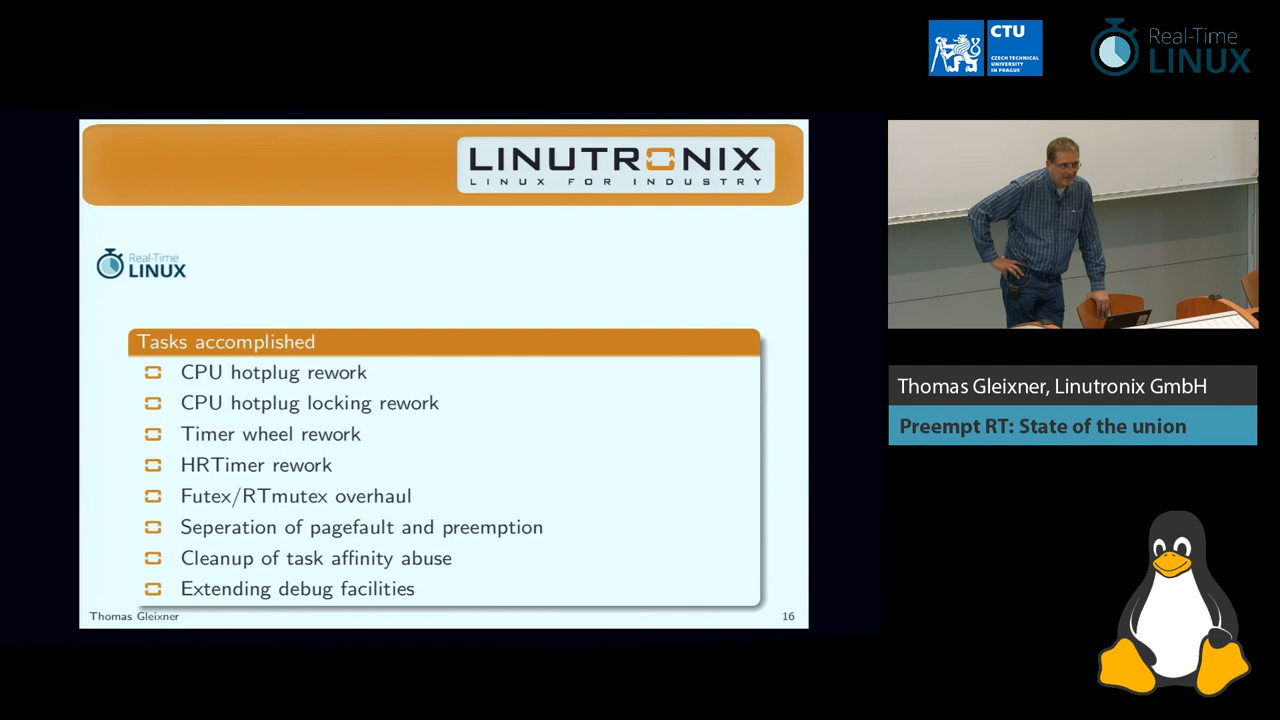 CTU
CZECH TECHNICAL
UNIVERSITY
IN PRAGUE
Real-Time
LINUX
LINUTRONIX
LINUX FOR INDUSTRY
Real-Time
LINUX
Tasks accomplished
CPU hotplug rework
CPU hotplug locking rework
Timer wheel rework
HRTimer rework
Futex/RTmutex overhaul
Seperation of pagefault and preemption
Cleanup of task affinity abuse
Extending debug facilities
Thomas Gleixner
16
Thomas Gleixner, Linutronix GmbH
Preempt RT: State of the union